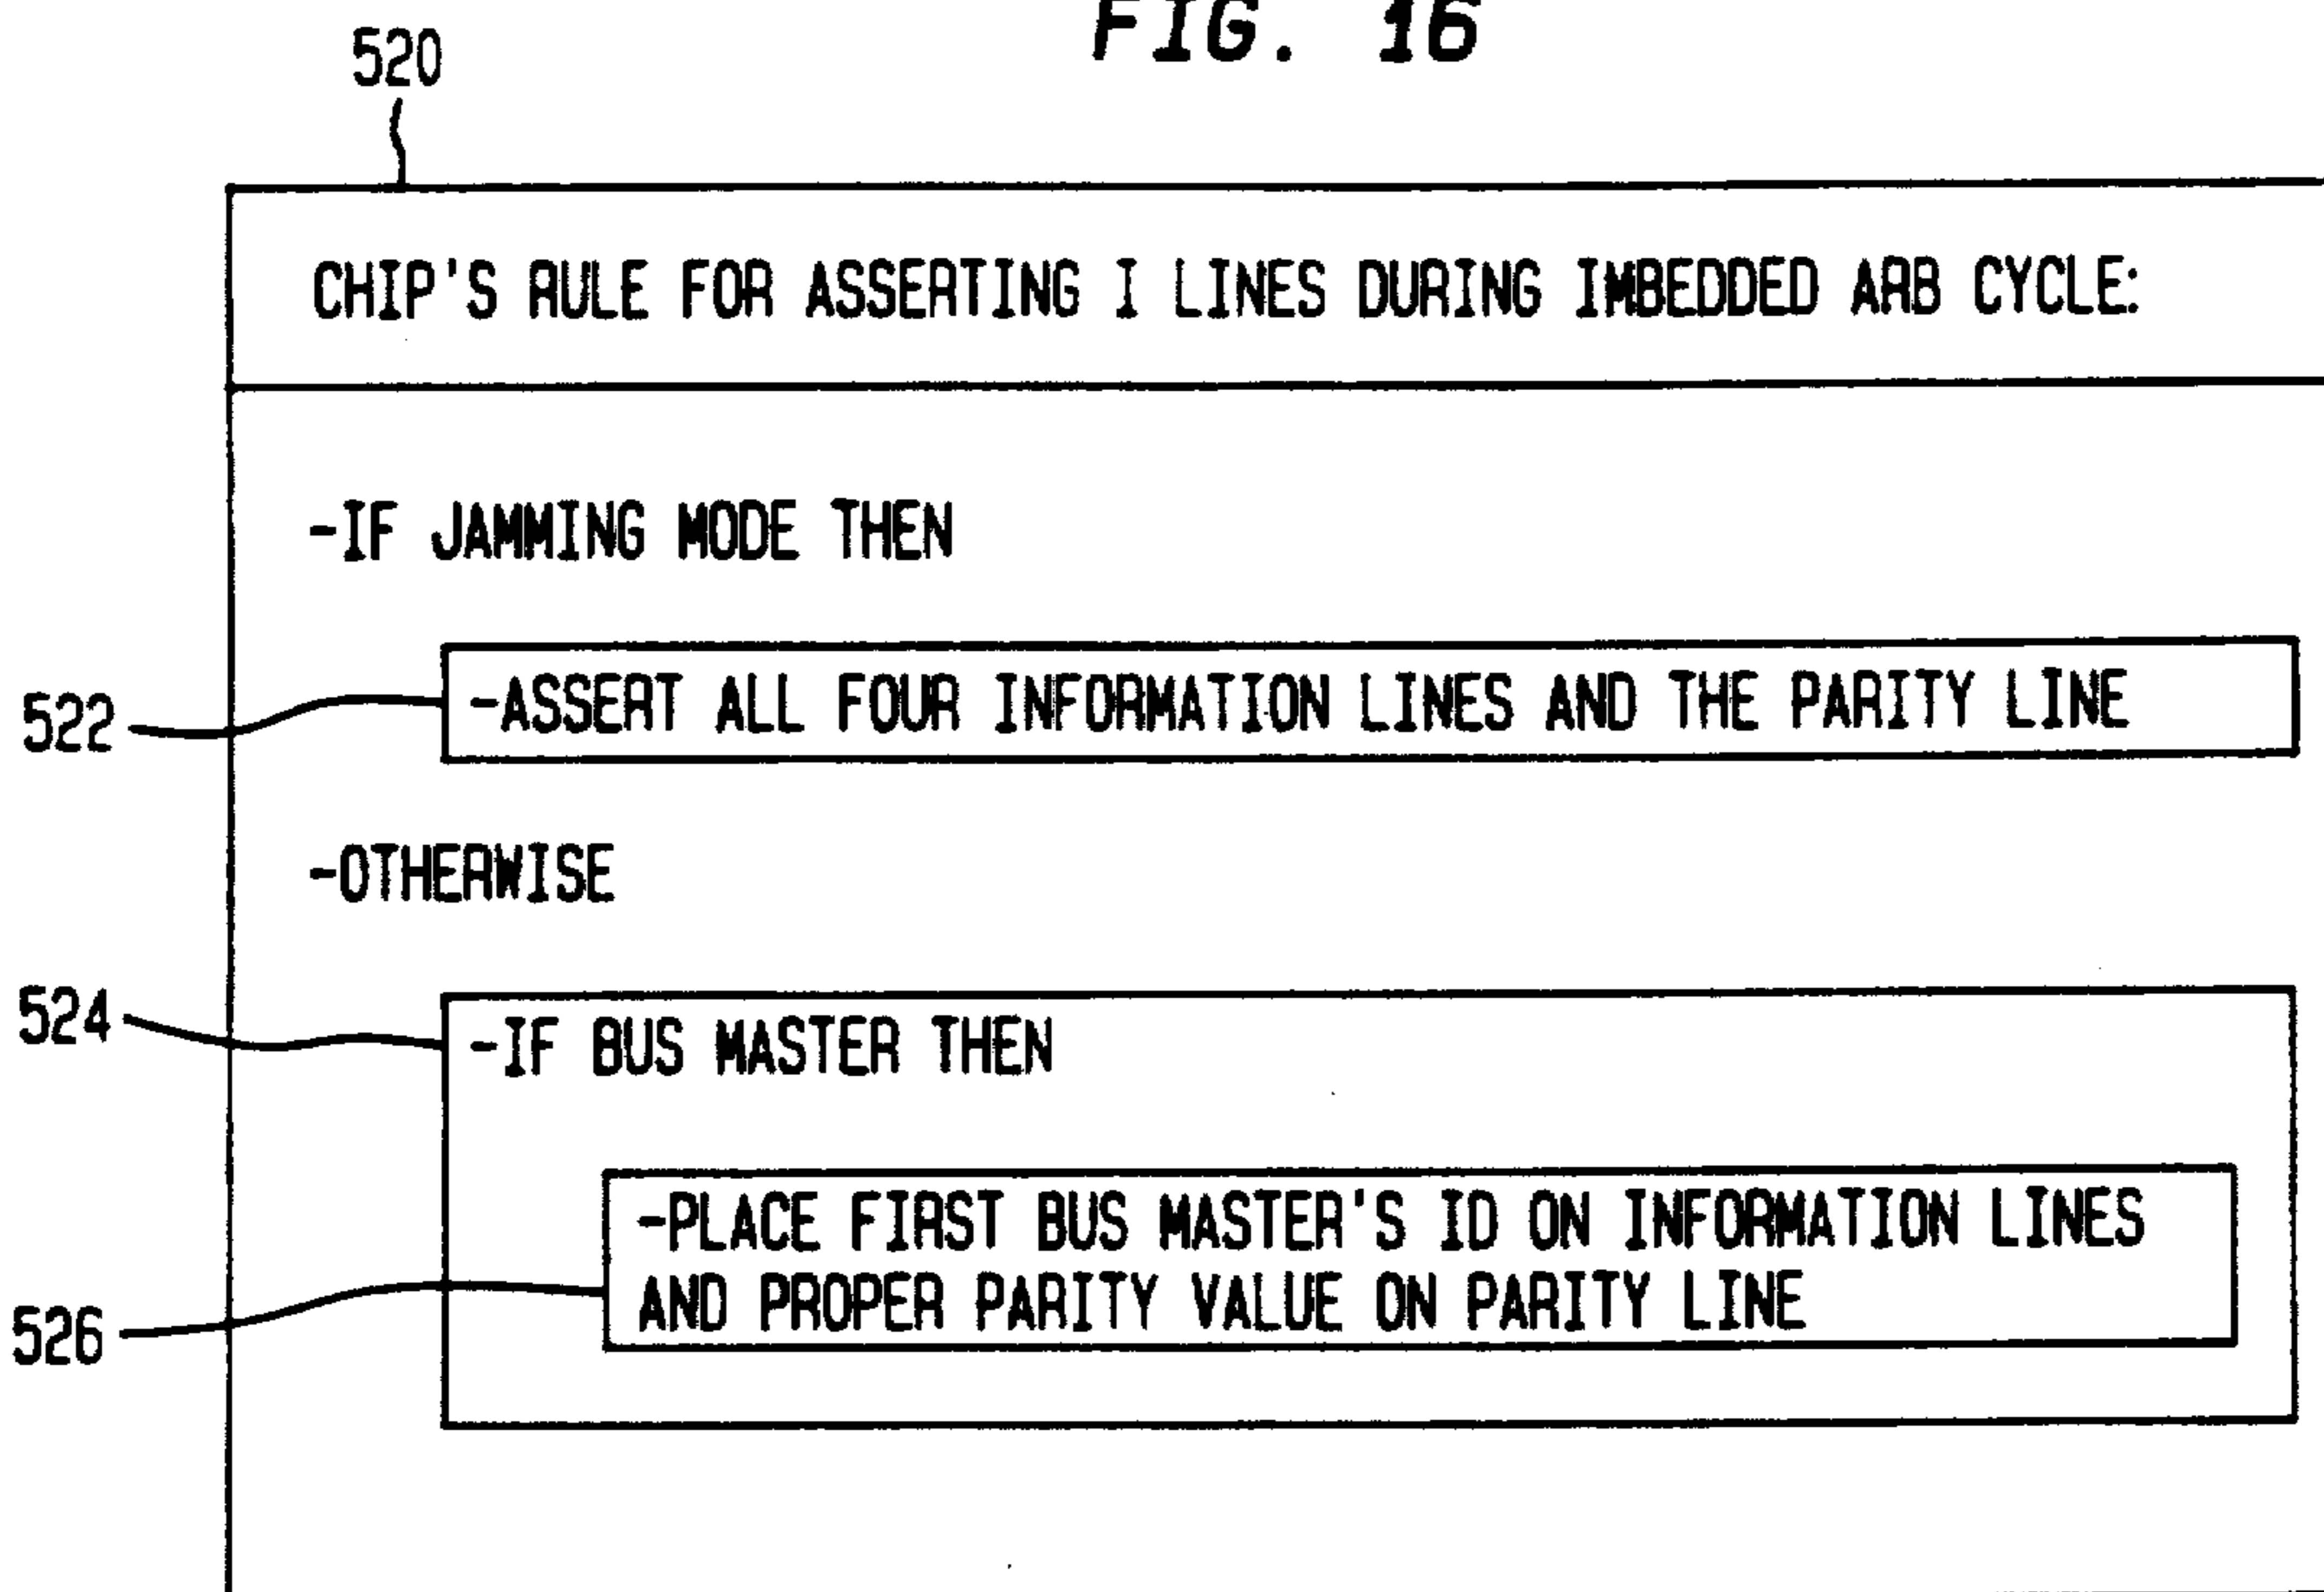 FIG. 16
520
CHIP'S RULE FOR ASSERTING I LINES DURING IMBEDDED ARB CYCLE:
-IF JAMMING MODE THEN
522
-ASSERT ALL FOUR INFORMATION LINES AND THE PARITY LINE
-OTHERWISE
524
-IF BUS MASTER THEN
-PLACE FIRST BUS MASTER'S ID ON INFORMATION LINES
AND PROPER PARITY VALUE ON PARITY LINE
526